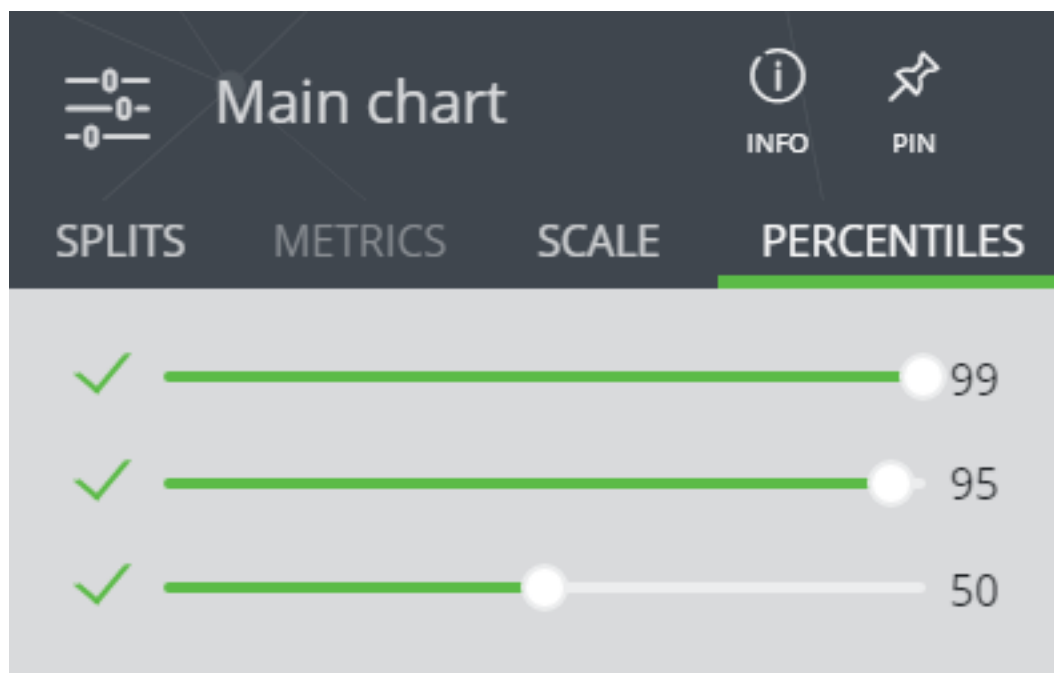 Main chart
INFO PIN
SPLITS METRICS SCALE PERCENTILES
99
95
50